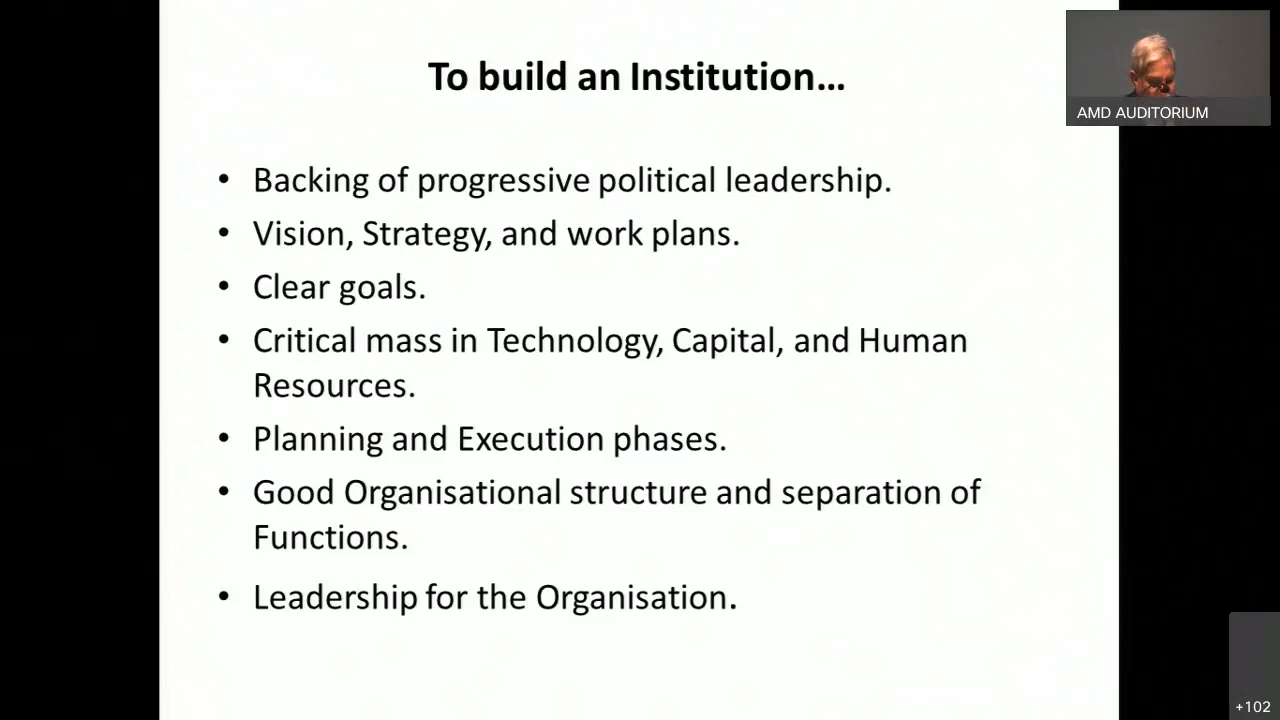 To build an Institution...
AMD AUDITORIUM
• Backing of progressive political leadership.
• Vision, Strategy, and work plans.
• Clear goals.
• Critical mass in Technology, Capital, and Human
Resources.
• Planning and Execution phases.
• Good Organisational structure and separation of
Functions.
• Leadership for the Organisation.
+102